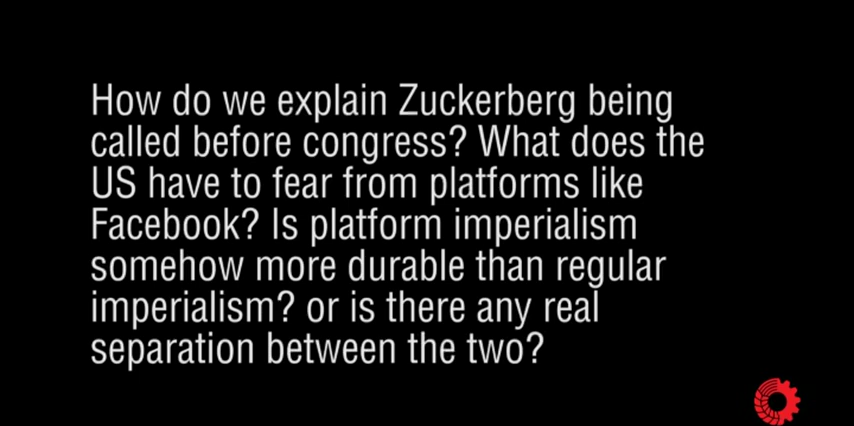 How do we explain Zuckerberg being
called before congress? What does the
US have to fear from platforms like
Facebook? Is platform imperialism
somehow more durable than regular
imperialism? or is there any real
separation between the two?